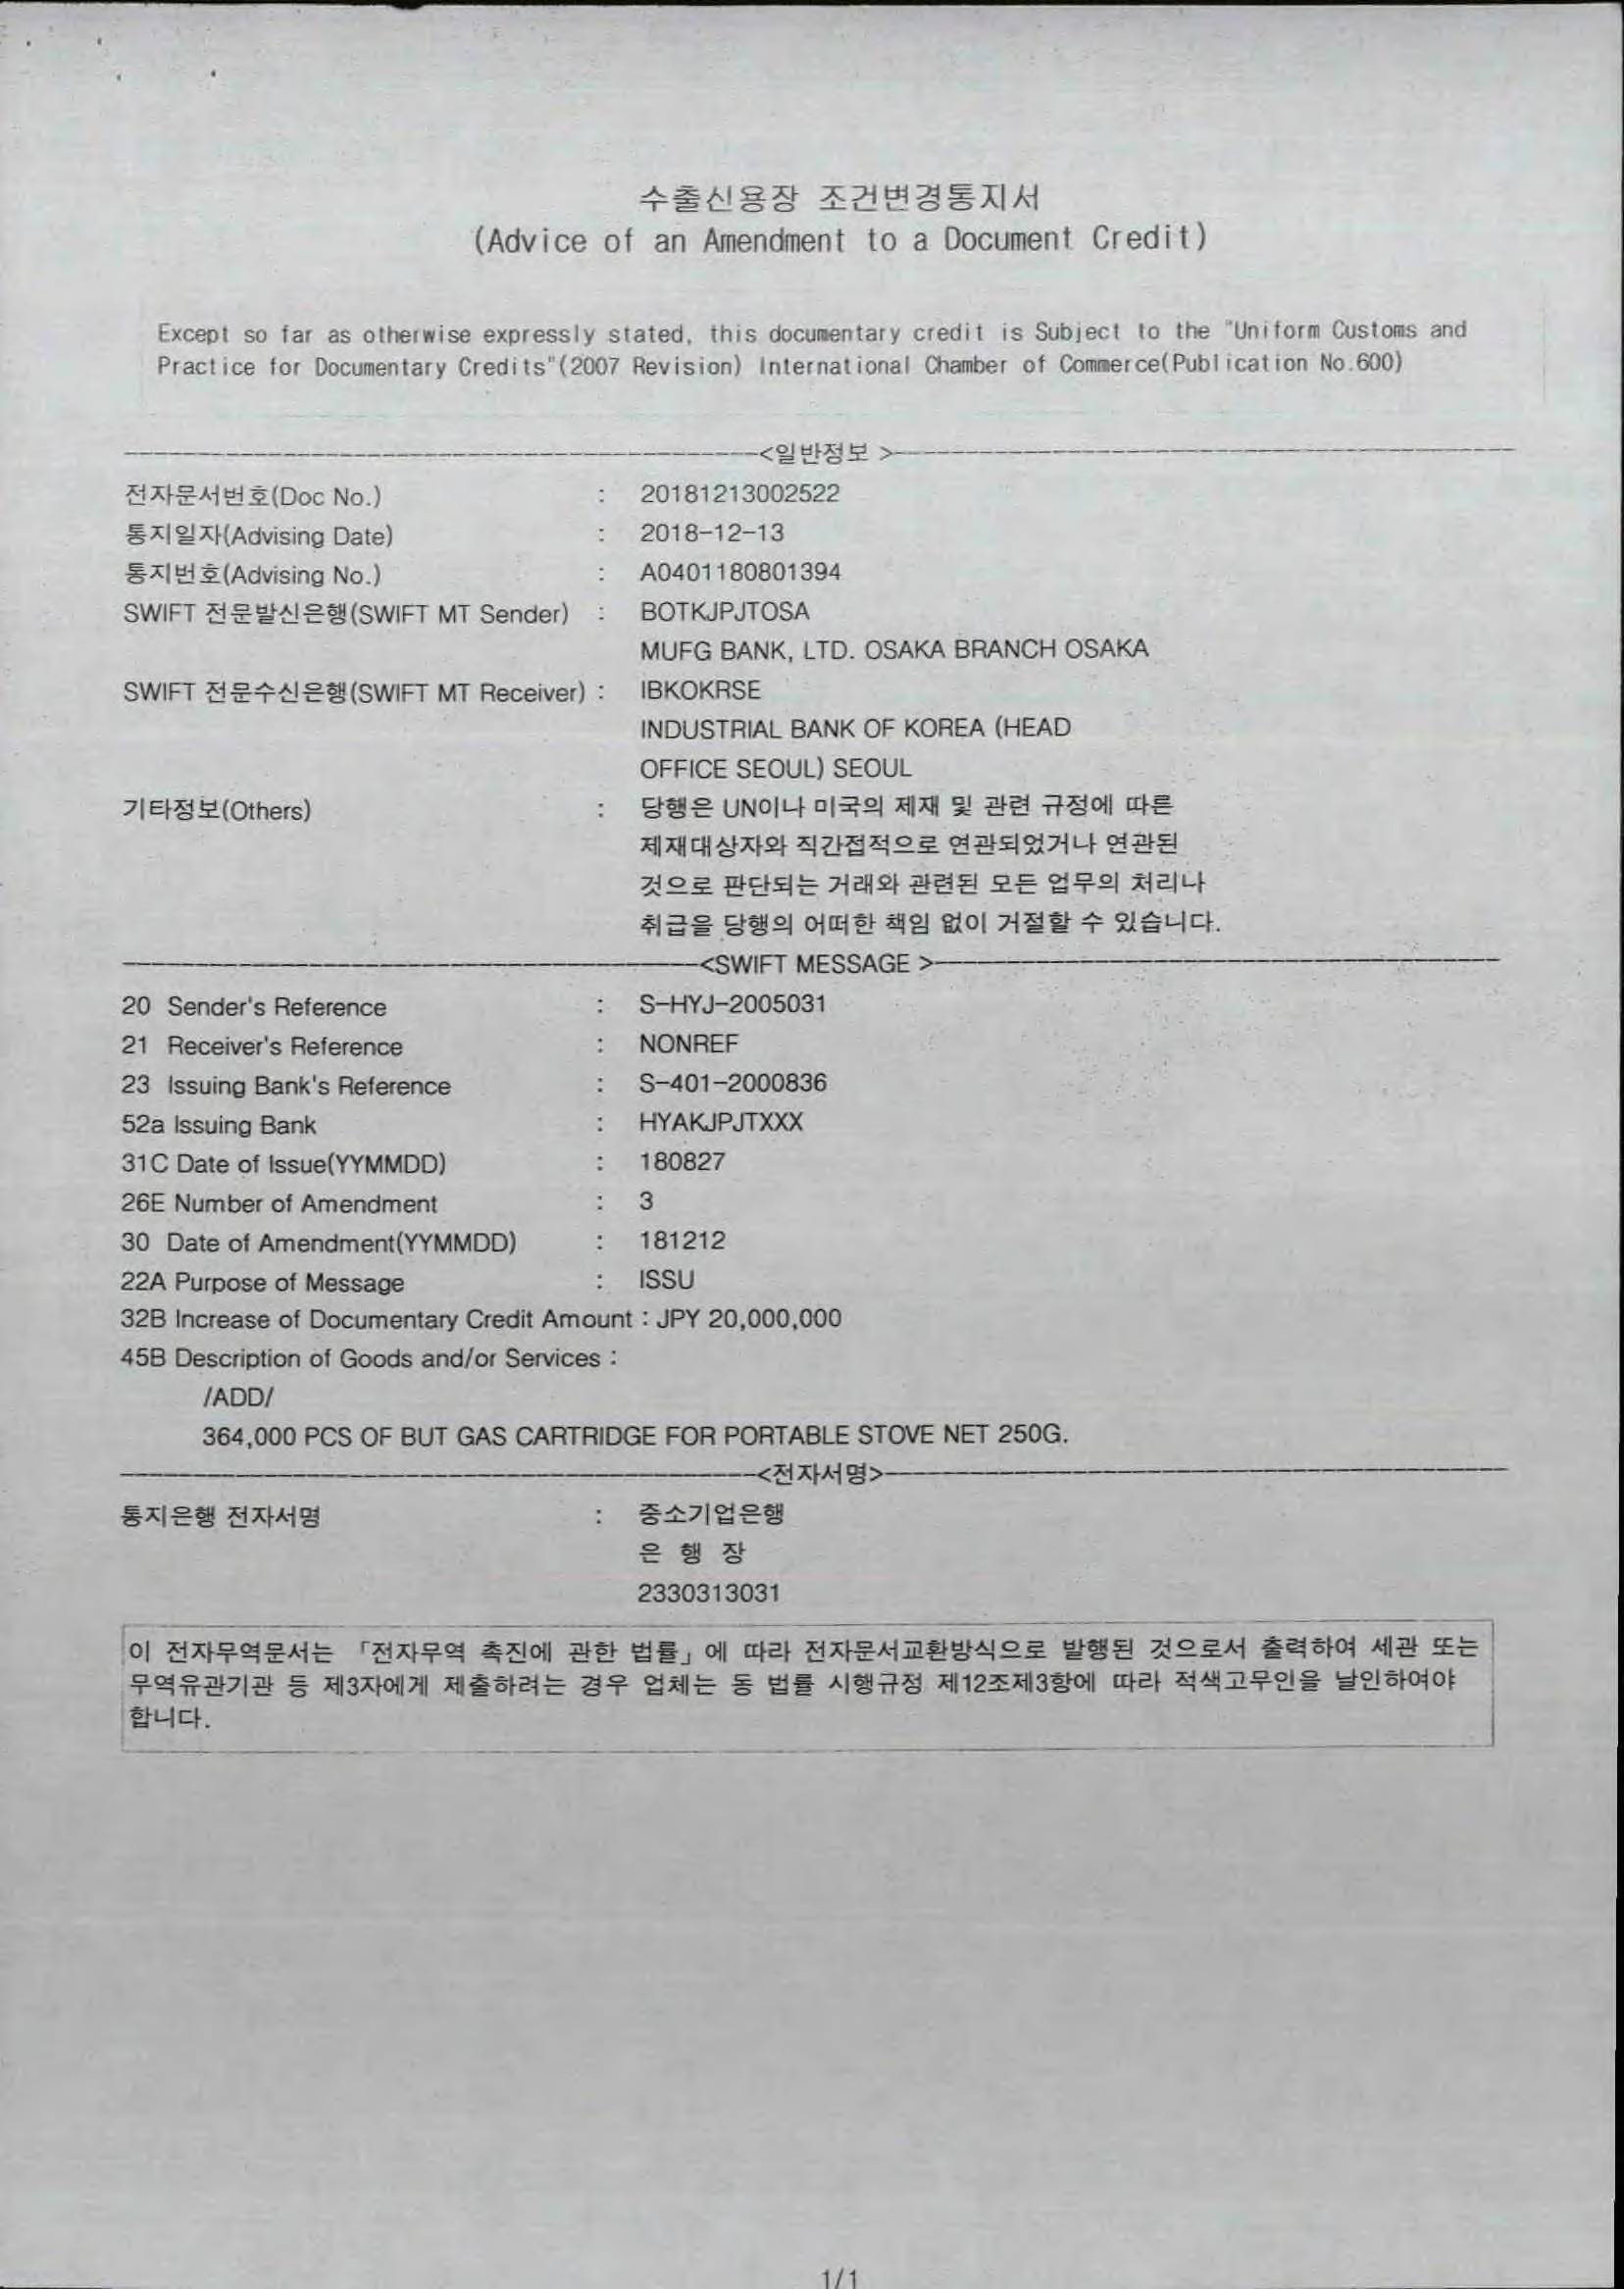 수출신용장 조건변경통지서
(Advice of an Amendment to a Document Credit)
Except so far as otherwise expressly stated, this documentary credit is Subject to the "Uniform Customs and
Practice for Documentary Credits"(2007 Revision) International Chamber of Commerce(Publication No.600)
<일반정보 >
전자문서번호(Doc No.) : 20181213002522
통지일자(Advising Date) : 2018-12-13
통지번호(Advising No.) : A0401180801394
SWIFT 전문발신은행(SWIFT MT Sender) : BOTKJPJTOSA
MUFG BANK, LTD. OSAKA BRANCH OSAKA
SWIFT 전문수신은행(SWIFT MT Receiver) : IBKOKRSE
INDUSTRIAL BANK OF KOREA (HEAD
OFFICE SEOUL) SEOUL
기타정보(Others) : 당행은 UN이나 미국의 제재 및 관련 규정에 따른
제재대상자와 직간접적으로 연관되었거나 연관된
것으로 판단되는 거래와 관련된 모든 업무의 처리나
취급을 당행의 어떠한 책임 없이 거절할 수 있습니다.
<SWIFT MESSAGE >
20 Sender's Reference : S-HYJ-2005031
21 Receiver's Reference : NONREF
23 Issuing Bank's Reference : S-401-2000836
52a Issuing Bank : HYAKJPJTXXX
31C Date of Issue(YYMMDD) : 180827
26E Number of Amendment : 3
30 Date of Amendment(YYMMDD) : 181212
22A Purpose of Message : ISSU
32B Increase of Documentary Credit Amount : JPY 20,000,000
45B Description of Goods and/or Services :
/ADD/
364,000 PCS OF BUT GAS CARTRIDGE FOR PORTABLE STOVE NET 250G.
<전자서명>
통지은행 전자서명 : 중소기업은행
은 행 장
2330313031
이 전자무역문서는 「전자무역 촉진에 관한 법률」에 따라 전자문서교환방식으로 발행된 것으로서 출력하여 세관 또는
무역유관기관 등 제3자에게 제출하려는 경우 업체는 동 법률 시행규정 제12조제3항에 따라 적색고무인을 날인하여야
합니다.
1/1